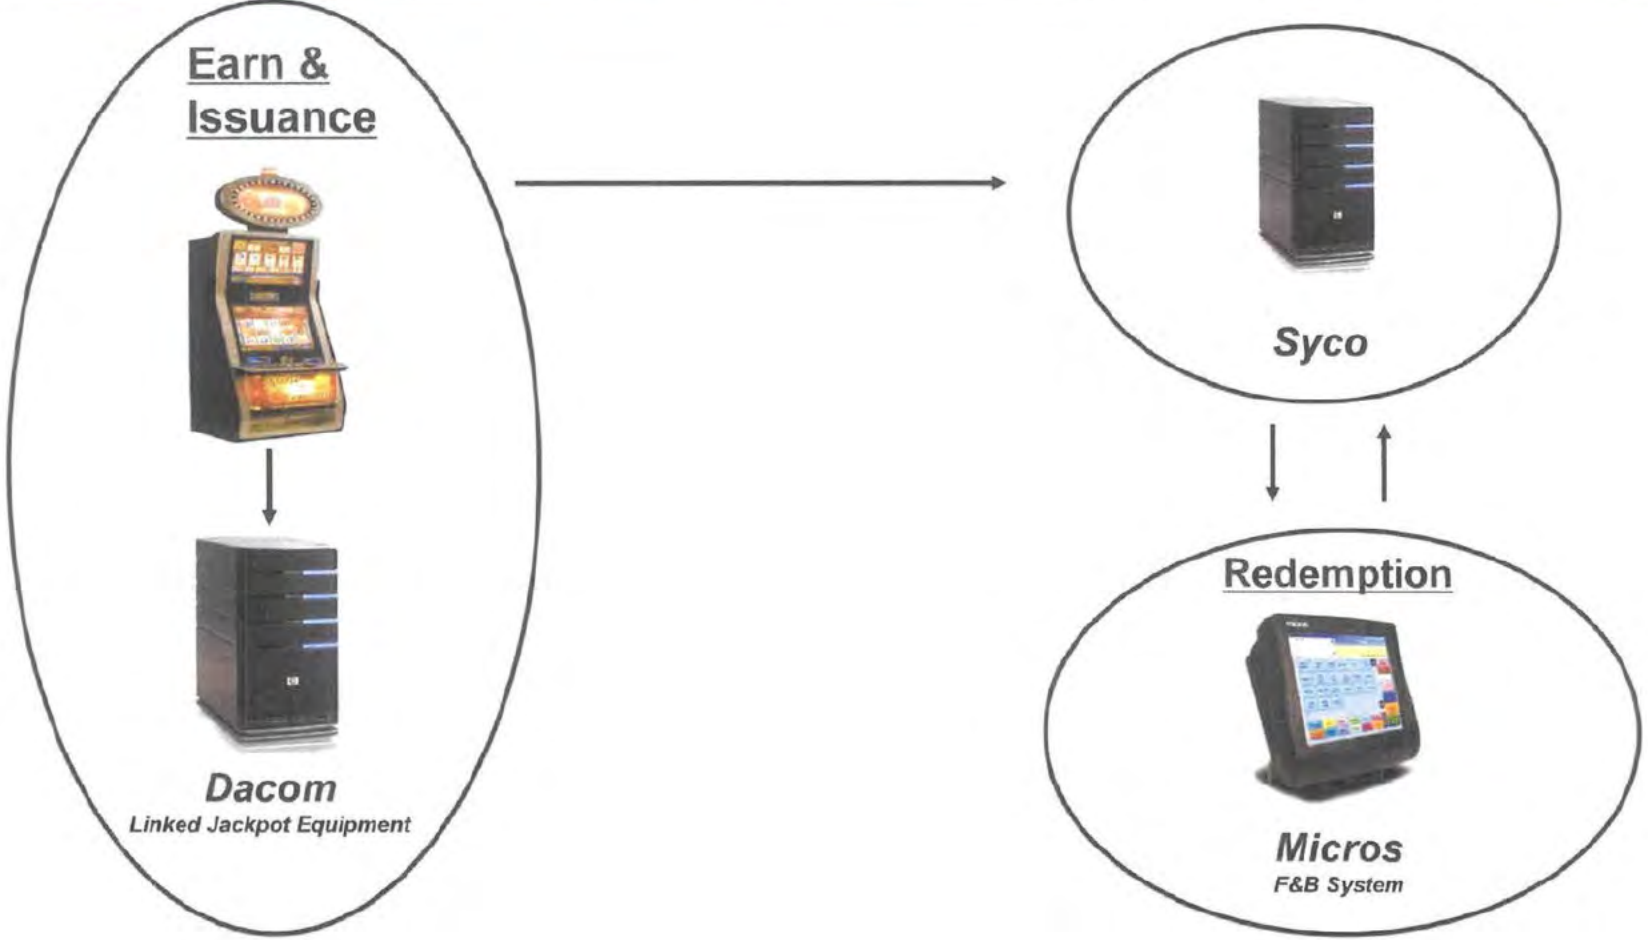 Earn &
Issuance
Dacom
Linked Jackpot Equipment
Syco
Redemption
Micros
F&B System